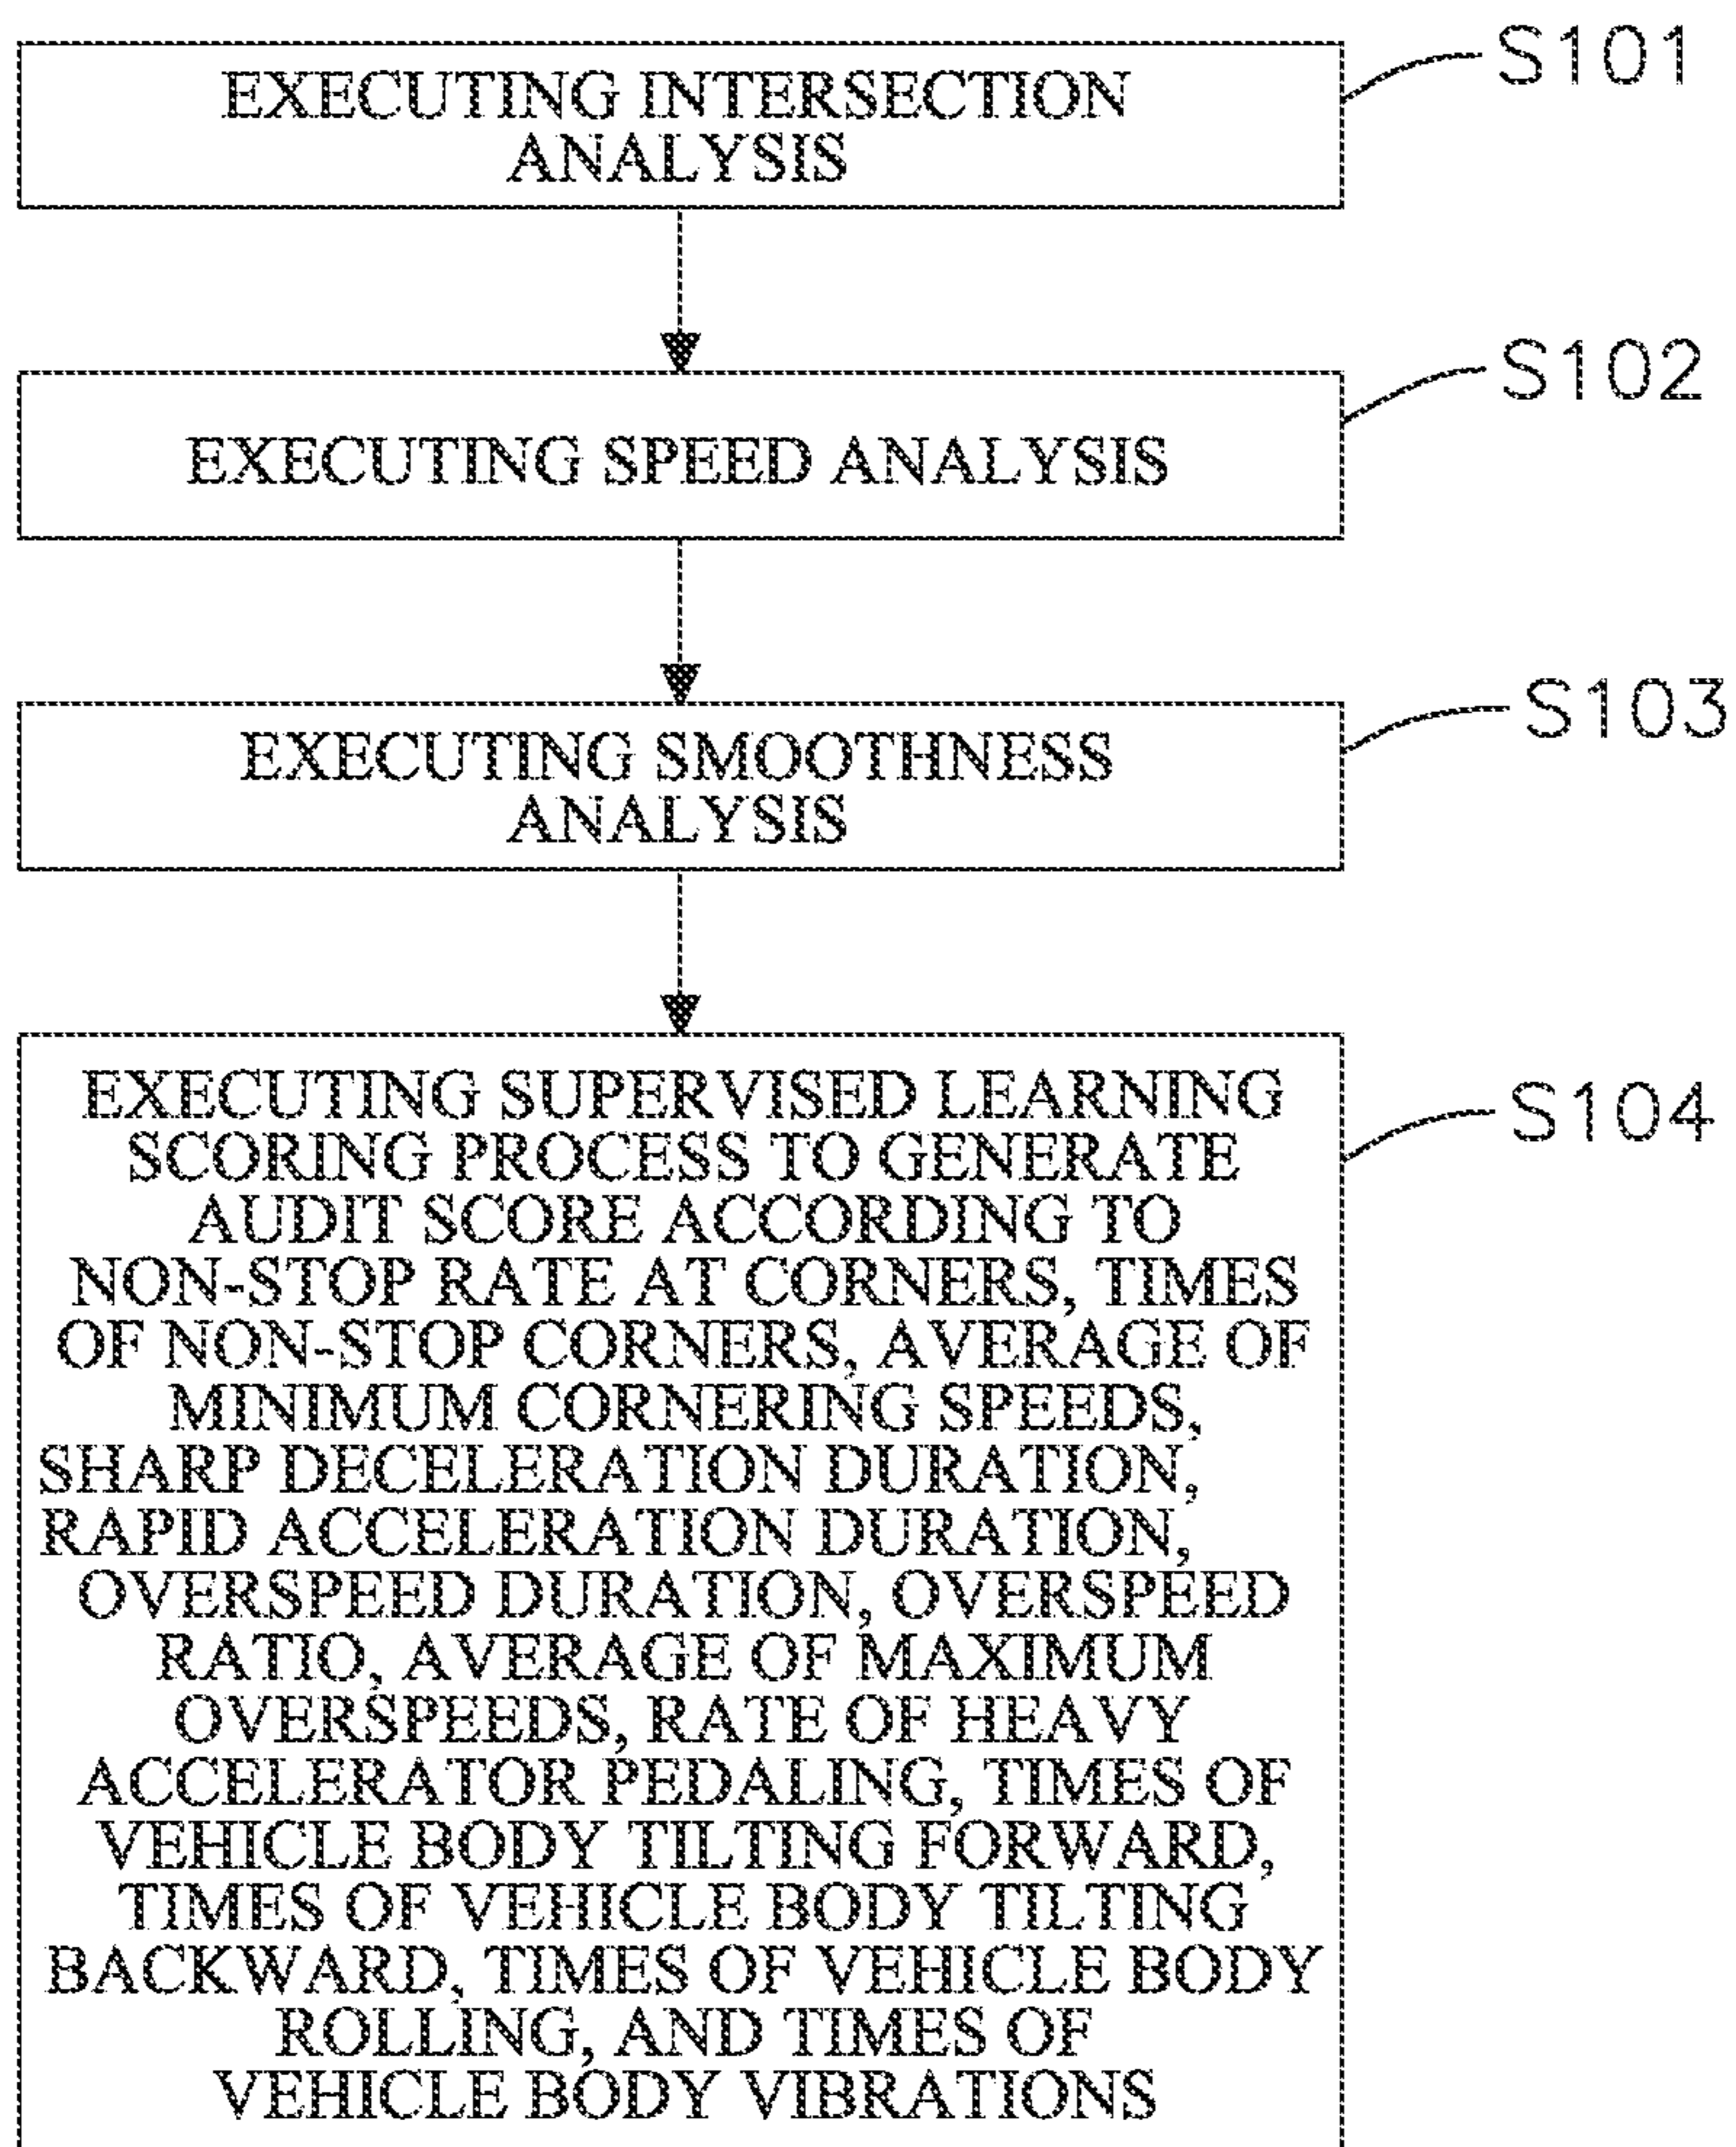 S101
EXECUTING INTERSECTION
ANALYSIS
S102
EXECUTING SPEED ANALYSIS
S103
EXECUTING SMOOTHNESS
ANALYSIS
S104
EXECUTING SUPERVISED LEARNING
SCORING PROCESS TO GENERATE
AUDIT SCORE ACCORDING TO
NON-STOP RATE AT CORNERS, TIMES
OF NON-STOP CORNERS, AVERAGE OF
MINIMUM CORNERING SPEEDS,
SHARP DECELERATION DURATION,
RAPID ACCELERATION DURATION,
OVERSPEED DURATION, OVERSPEED
RATIO, AVERAGE OF MAXIMUM
OVERSPEEDS, RATE OF HEAVY
ACCELERATOR PEDALING, TIMES OF
VEHICLE BODY TILTING FORWARD,
TIMES OF VEHICLE BODY TILTING
BACKWARD, TIMES OF VEHICLE BODY
ROLLING, AND TIMES OF
VEHICLE BODY VIBRATIONS